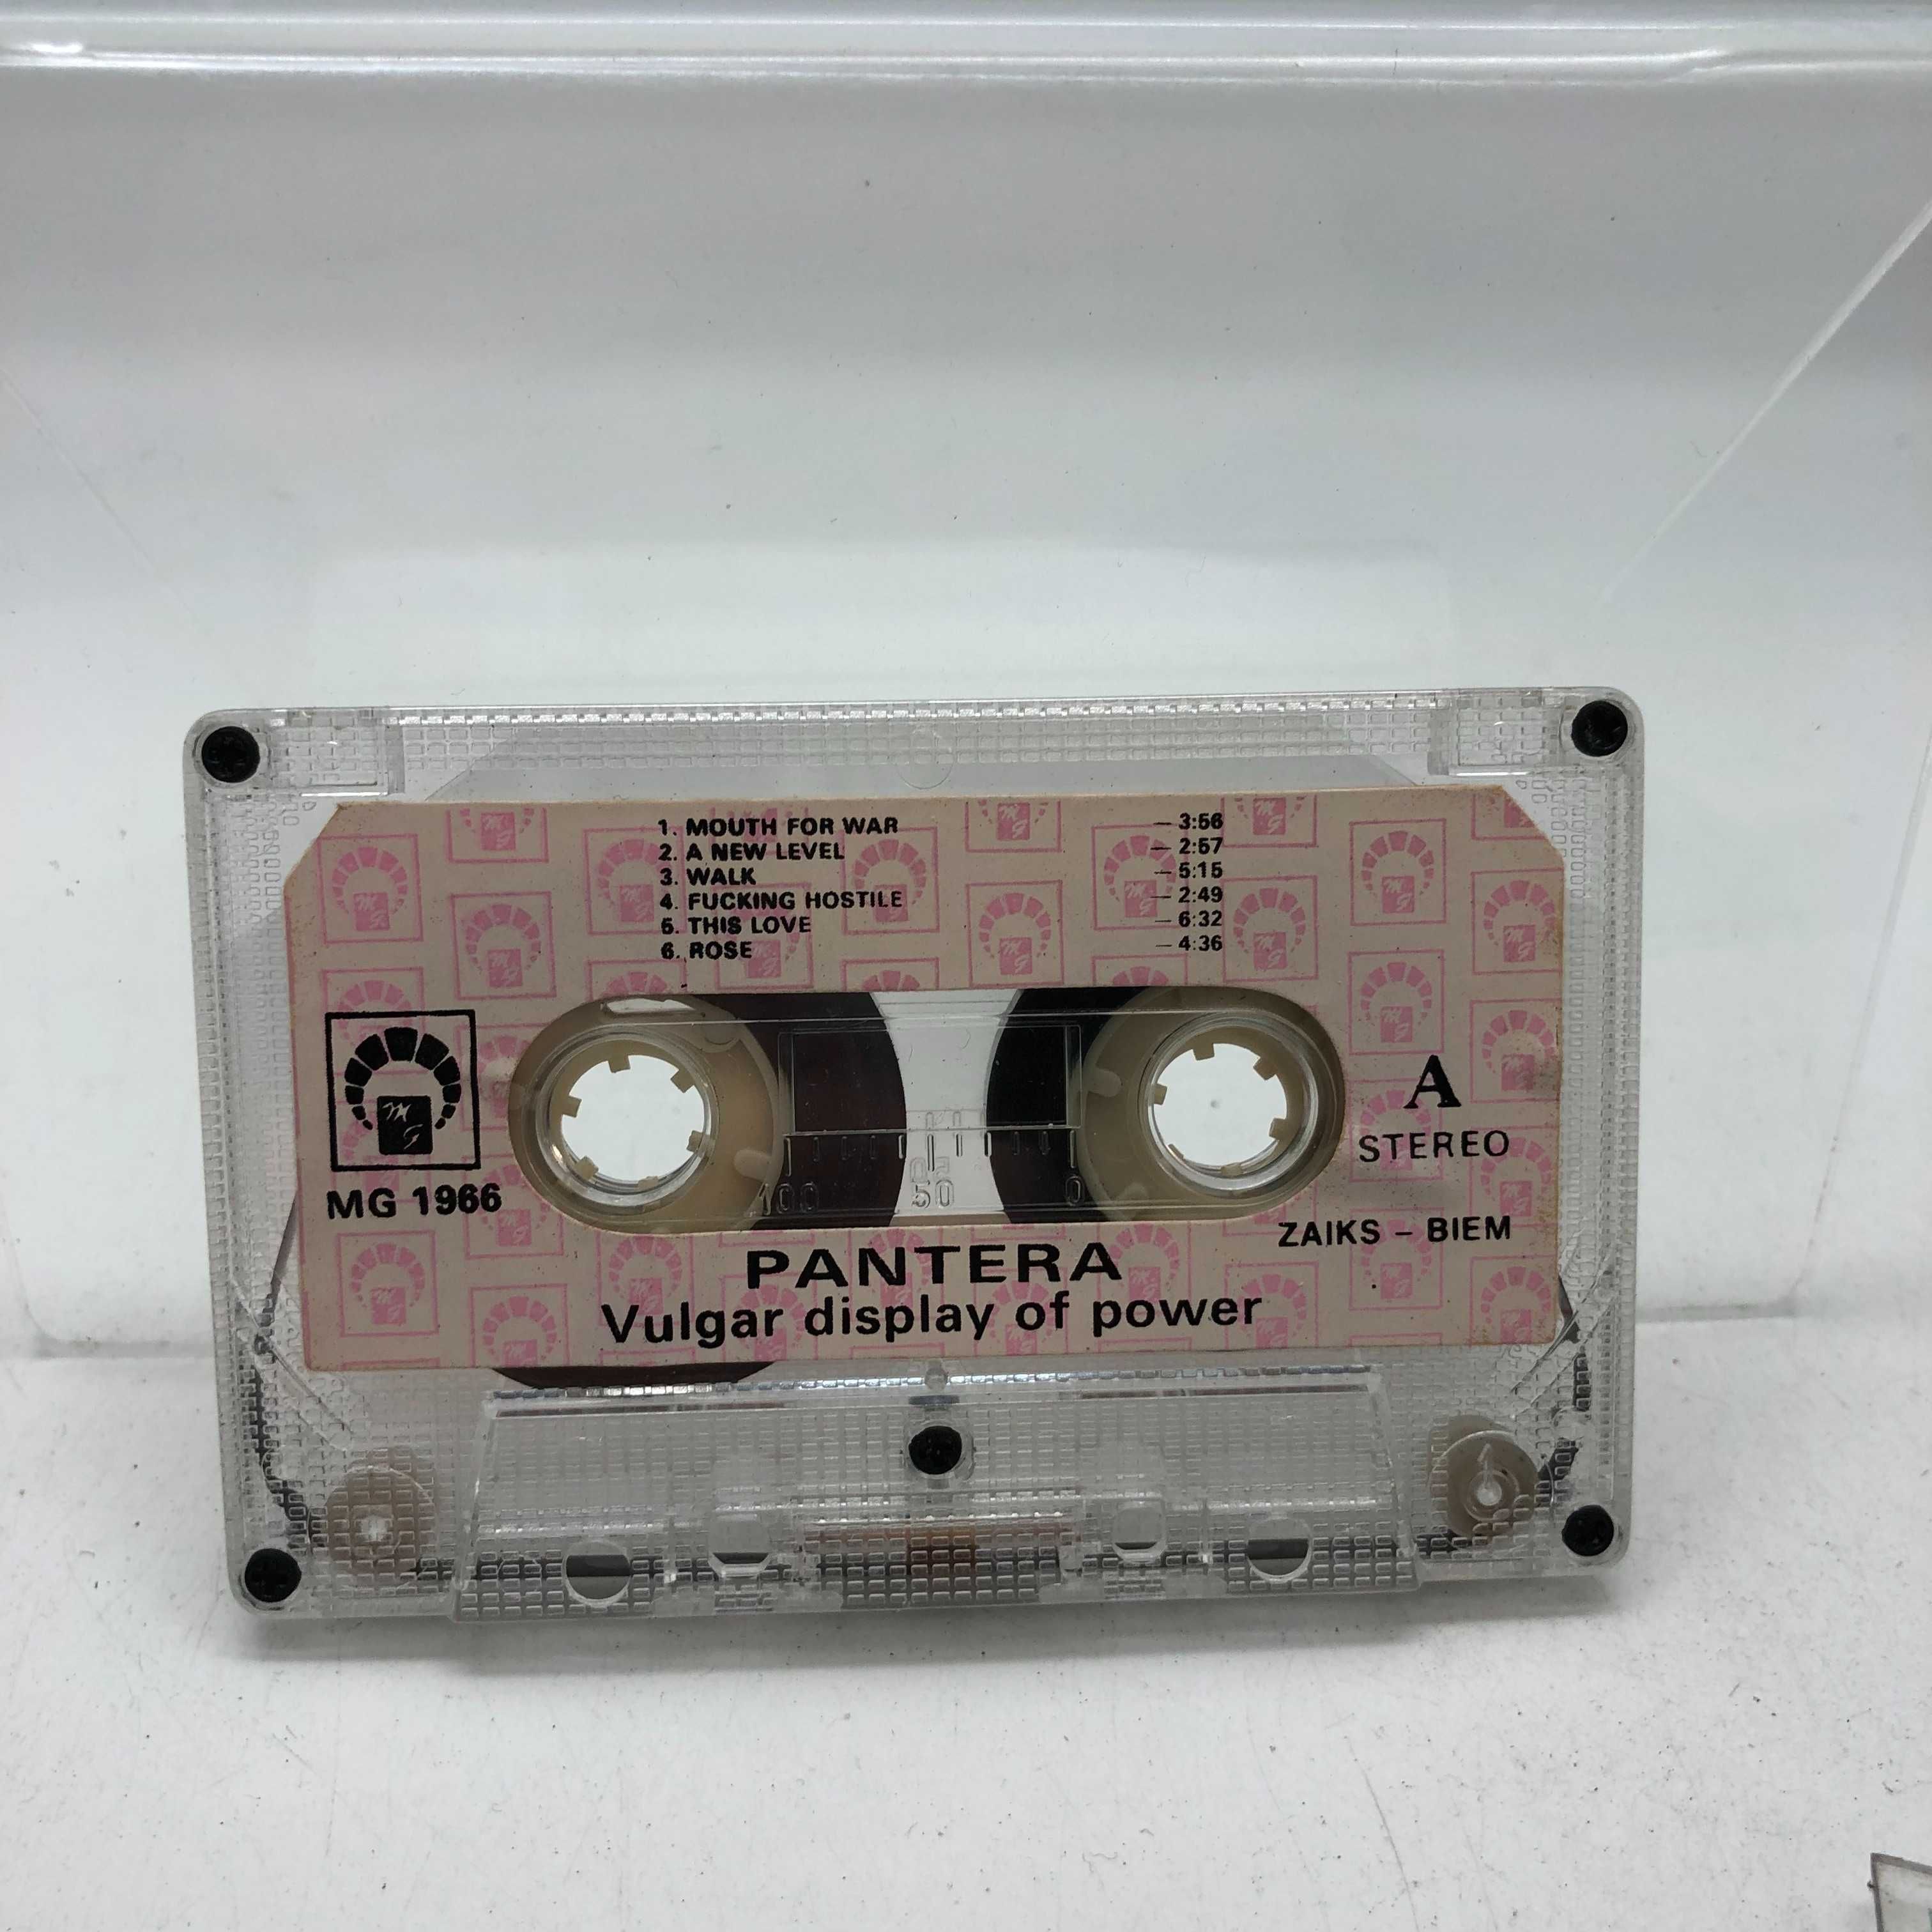 1. MOUTH FOR WAR — 3:56
2. A NEW LEVEL — 2:57
3. WALK — 5:15
4. FUCKING HOSTILE — 2:49
5. THIS LOVE — 6:32
6. ROSE — 4:36
MG
MG 1966
100 50 0
A
STEREO
ZAIKS – BIEM
PANTERA
Vulgar display of power